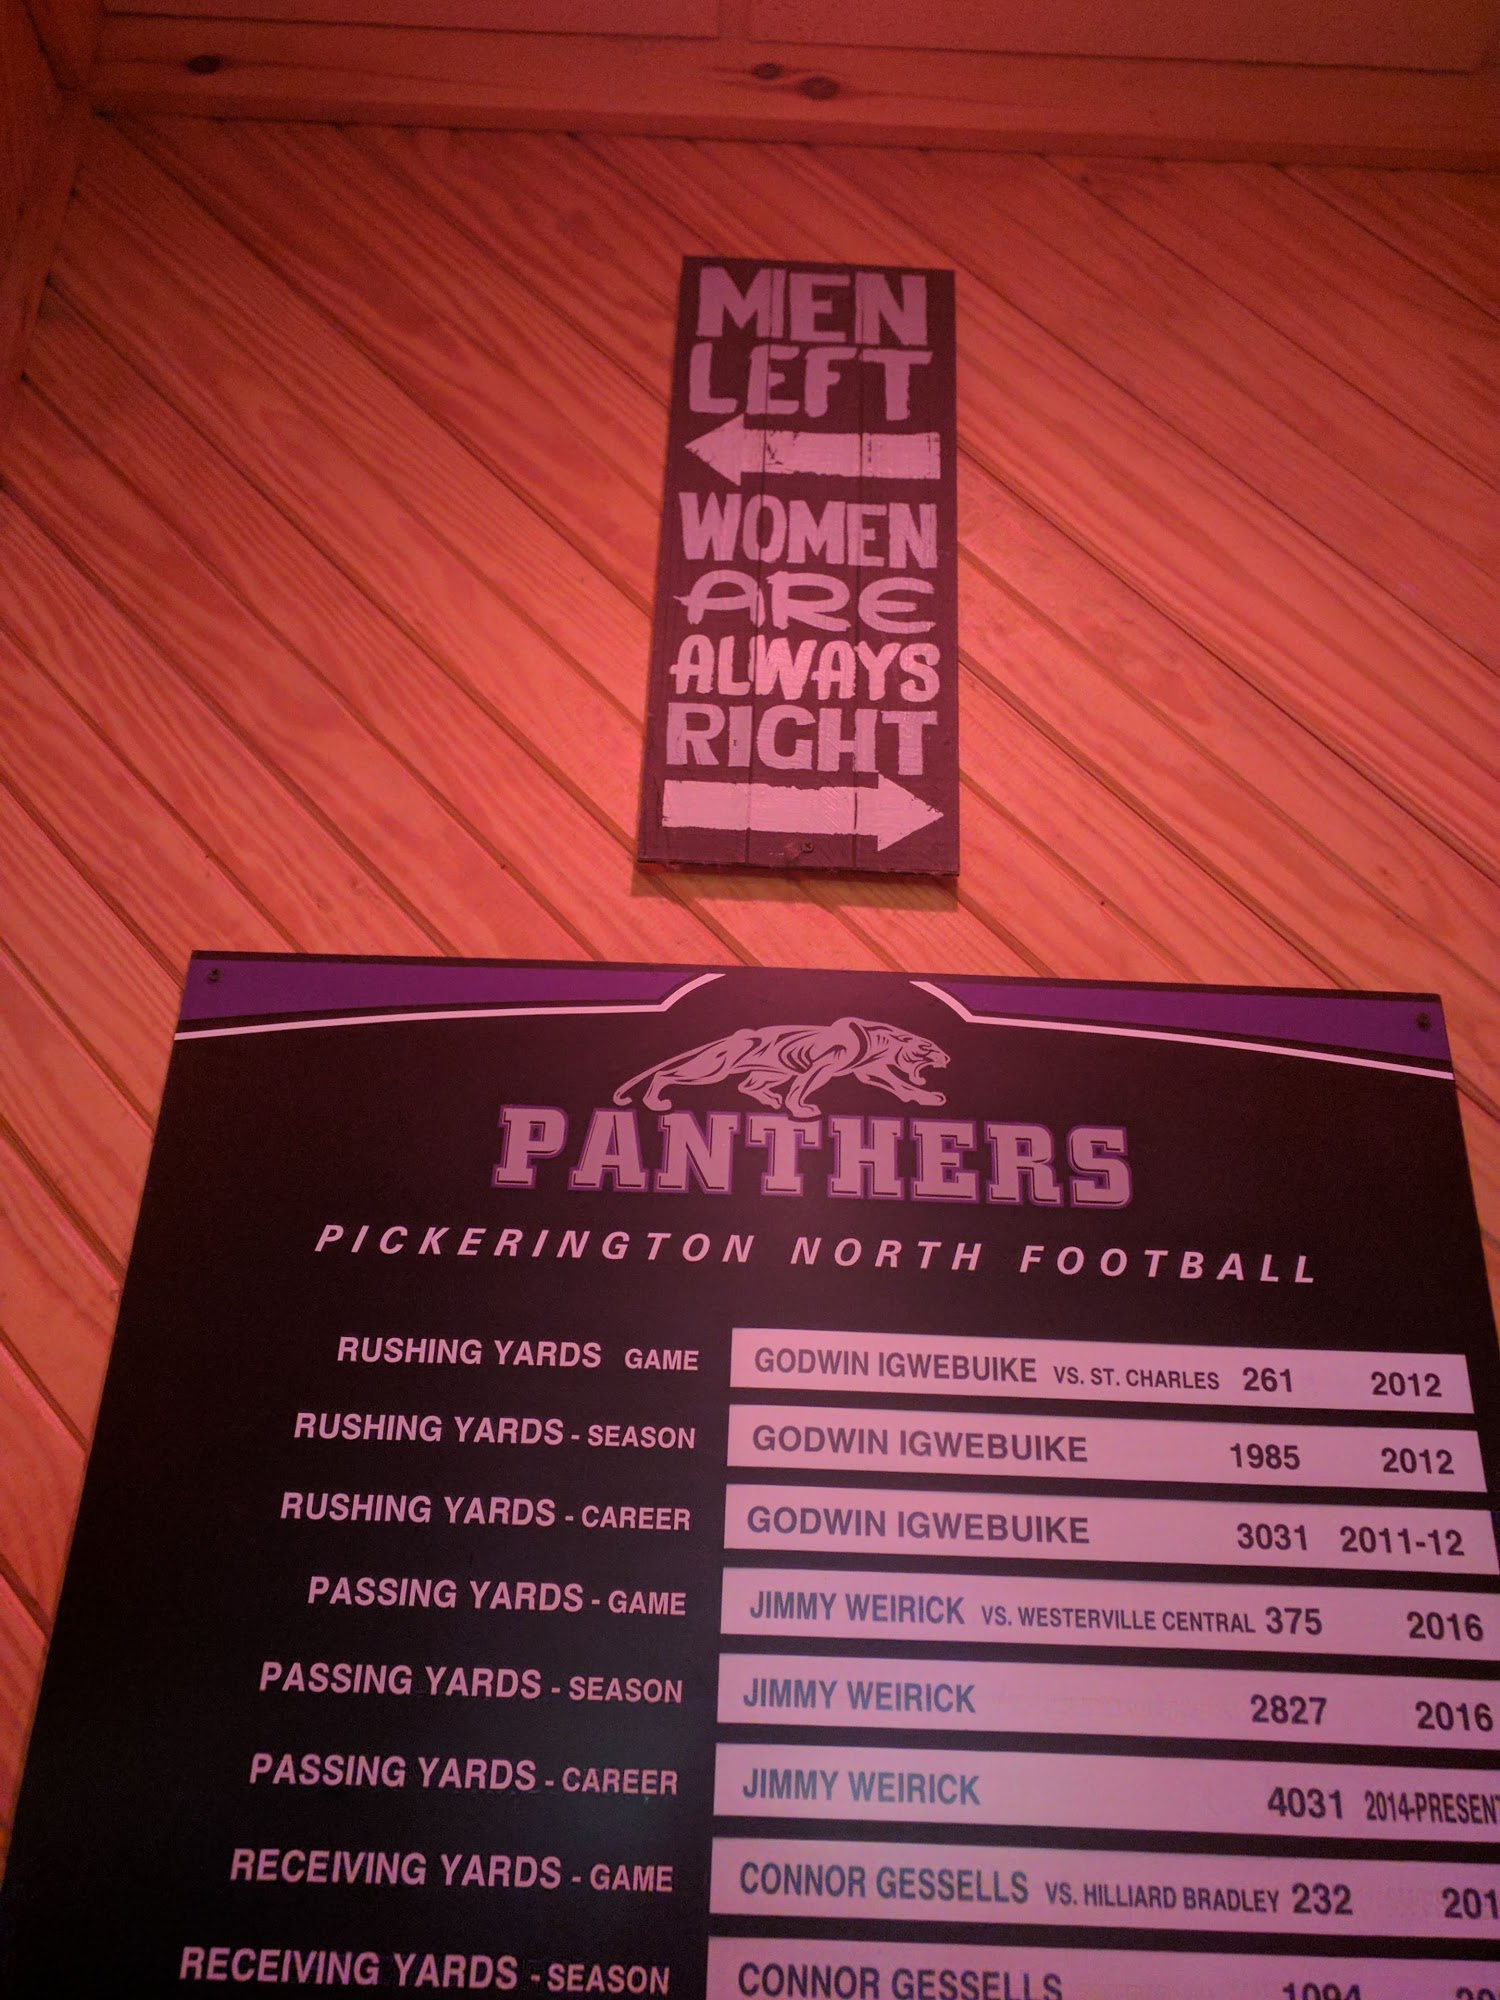 MEN
LEFT
WOMEN
ARE
ALWAYS
RIGHT
PANTHERS
PICKERINGTON NORTH FOOTBALL
RUSHING YARDS GAME GODWIN IGWEBUIKE VS. ST. CHARLES 261 2012
RUSHING YARDS - SEASON GODWIN IGWEBUIKE 1985 2012
RUSHING YARDS - CAREER GODWIN IGWEBUIKE 3031 2011-12
PASSING YARDS - GAME JIMMY WEIRICK VS. WESTERVILLE CENTRAL 375 2016
PASSING YARDS - SEASON JIMMY WEIRICK 2827 2016
PASSING YARDS - CAREER JIMMY WEIRICK 4031 2014-PRESENT
RECEIVING YARDS - GAME CONNOR GESSELLS VS. HILLIARD BRADLEY 232
RECEIVING YARDS - SEASON CONNOR GESSELLS 1094